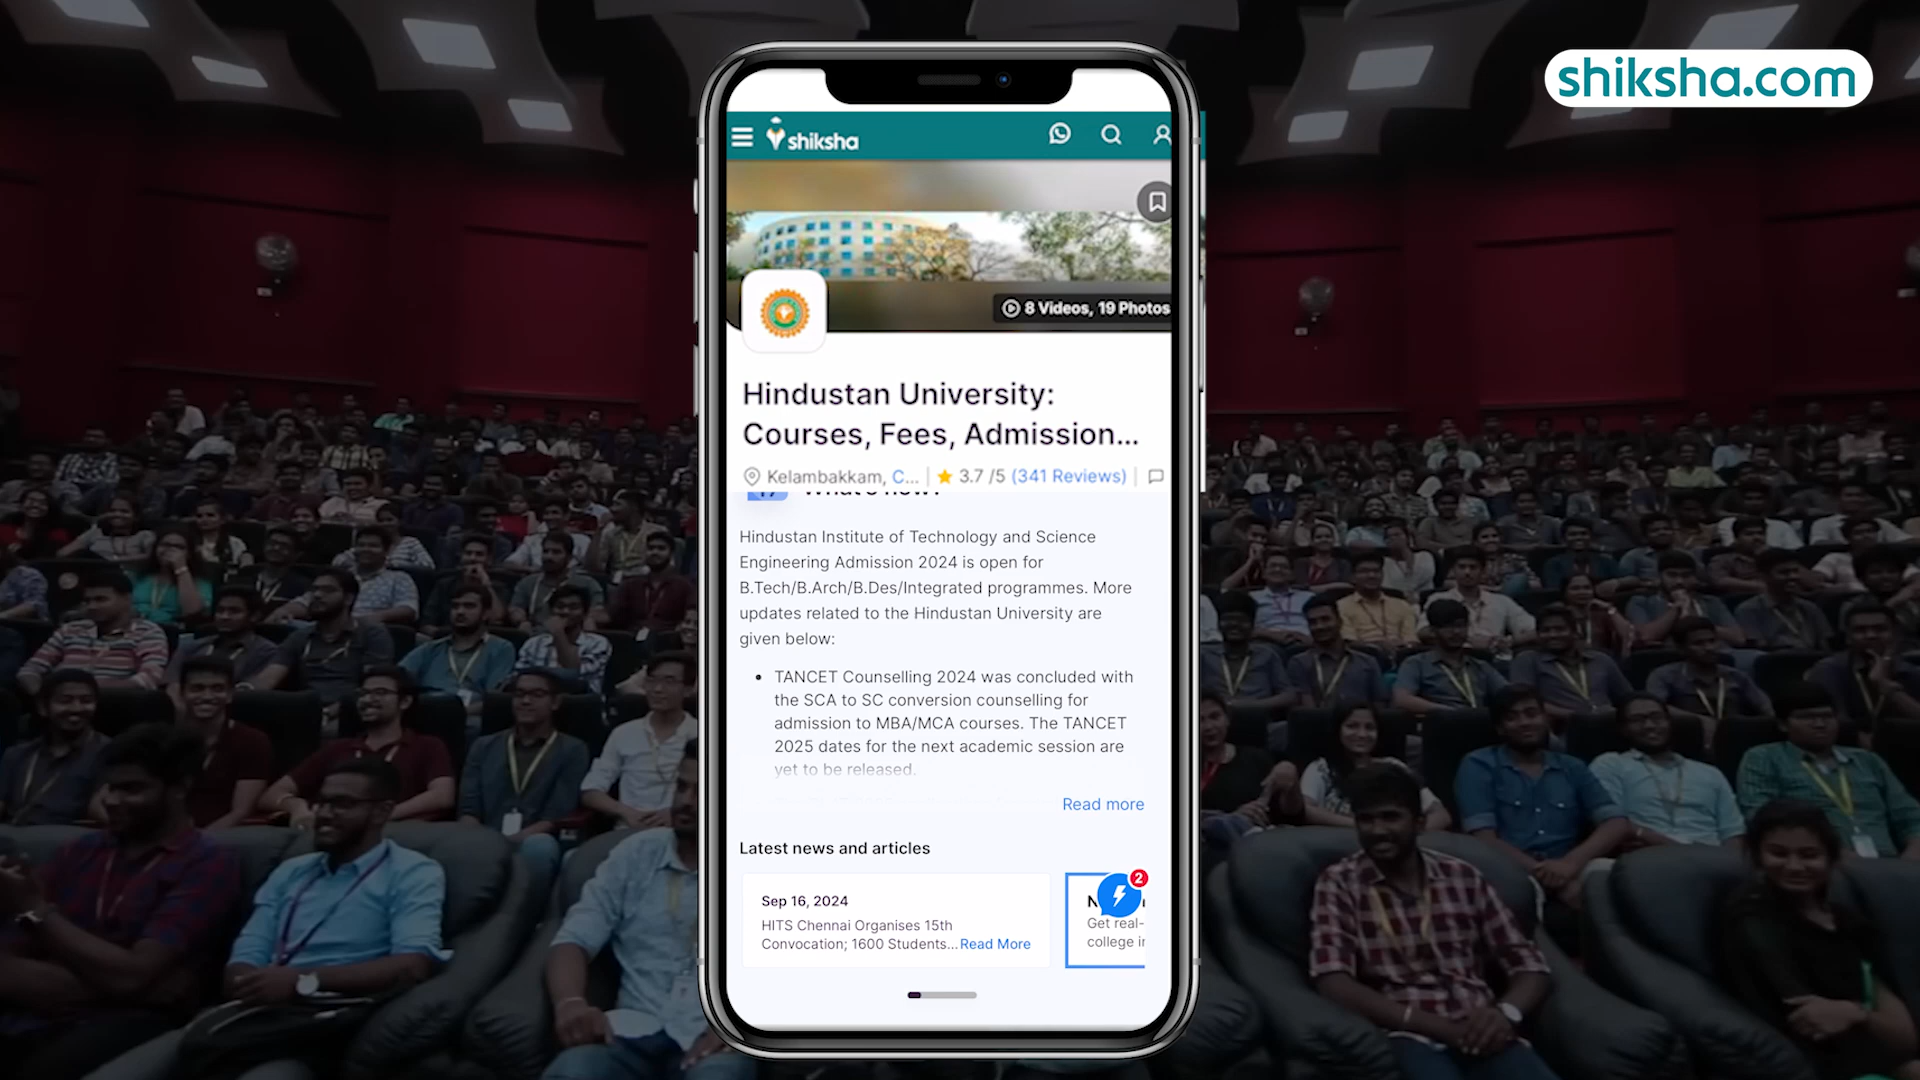 shiksha.com
shiksha
8 Videos, 19 Photos
Hindustan University:
Courses, Fees, Admission...
Kelambakkam, C... | 3.7 /5 (341 Reviews) |
What's new?
Hindustan Institute of Technology and Science
Engineering Admission 2024 is open for
B.Tech/B.Arch/B.Des/Integrated programmes. More
updates related to the Hindustan University are
given below:
• TANCET Counselling 2024 was concluded with
the SCA to SC conversion counselling for
admission to MBA/MCA courses. The TANCET
2025 dates for the next academic session are
yet to be released.
Read more
Latest news and articles
Sep 16, 2024
HITS Chennai Organises 15th
Convocation; 1600 Students...Read More
2
Get real-
college